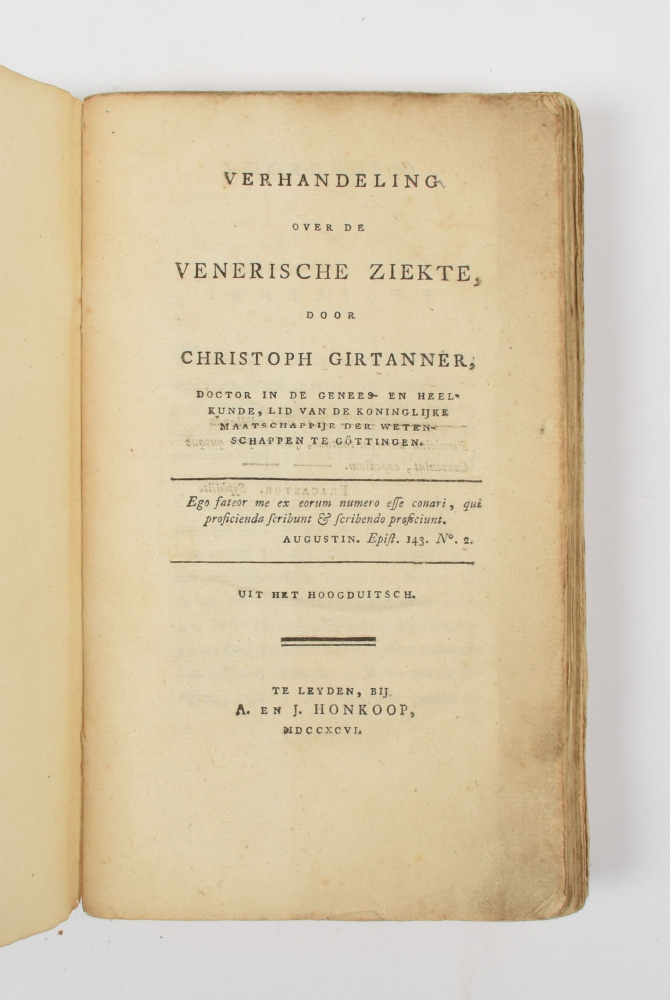 VERHANDELING
OVER DE
VENERISCHE ZIEKTE,
DOOR
CHRISTOPH GIRTANNER,
DOCTOR IN DE GENEES- EN HEEL-
KUNDE, LID VAN DE KONINGLIJKE
MAATSCHAPPIJE DER WETEN-
SCHAPPEN TE GÖTTINGEN.
Ego fateor me ex eorum numero eſſe conari, qui
proficienda ſcribunt & ſcribendo proficiunt.
AUGUSTIN. Epiſt. 143. N°. 2.
UIT HET HOOGDUITSCH.
TE LEYDEN, BIJ
A. EN J. HONKOOP,
MDCCXCVI.